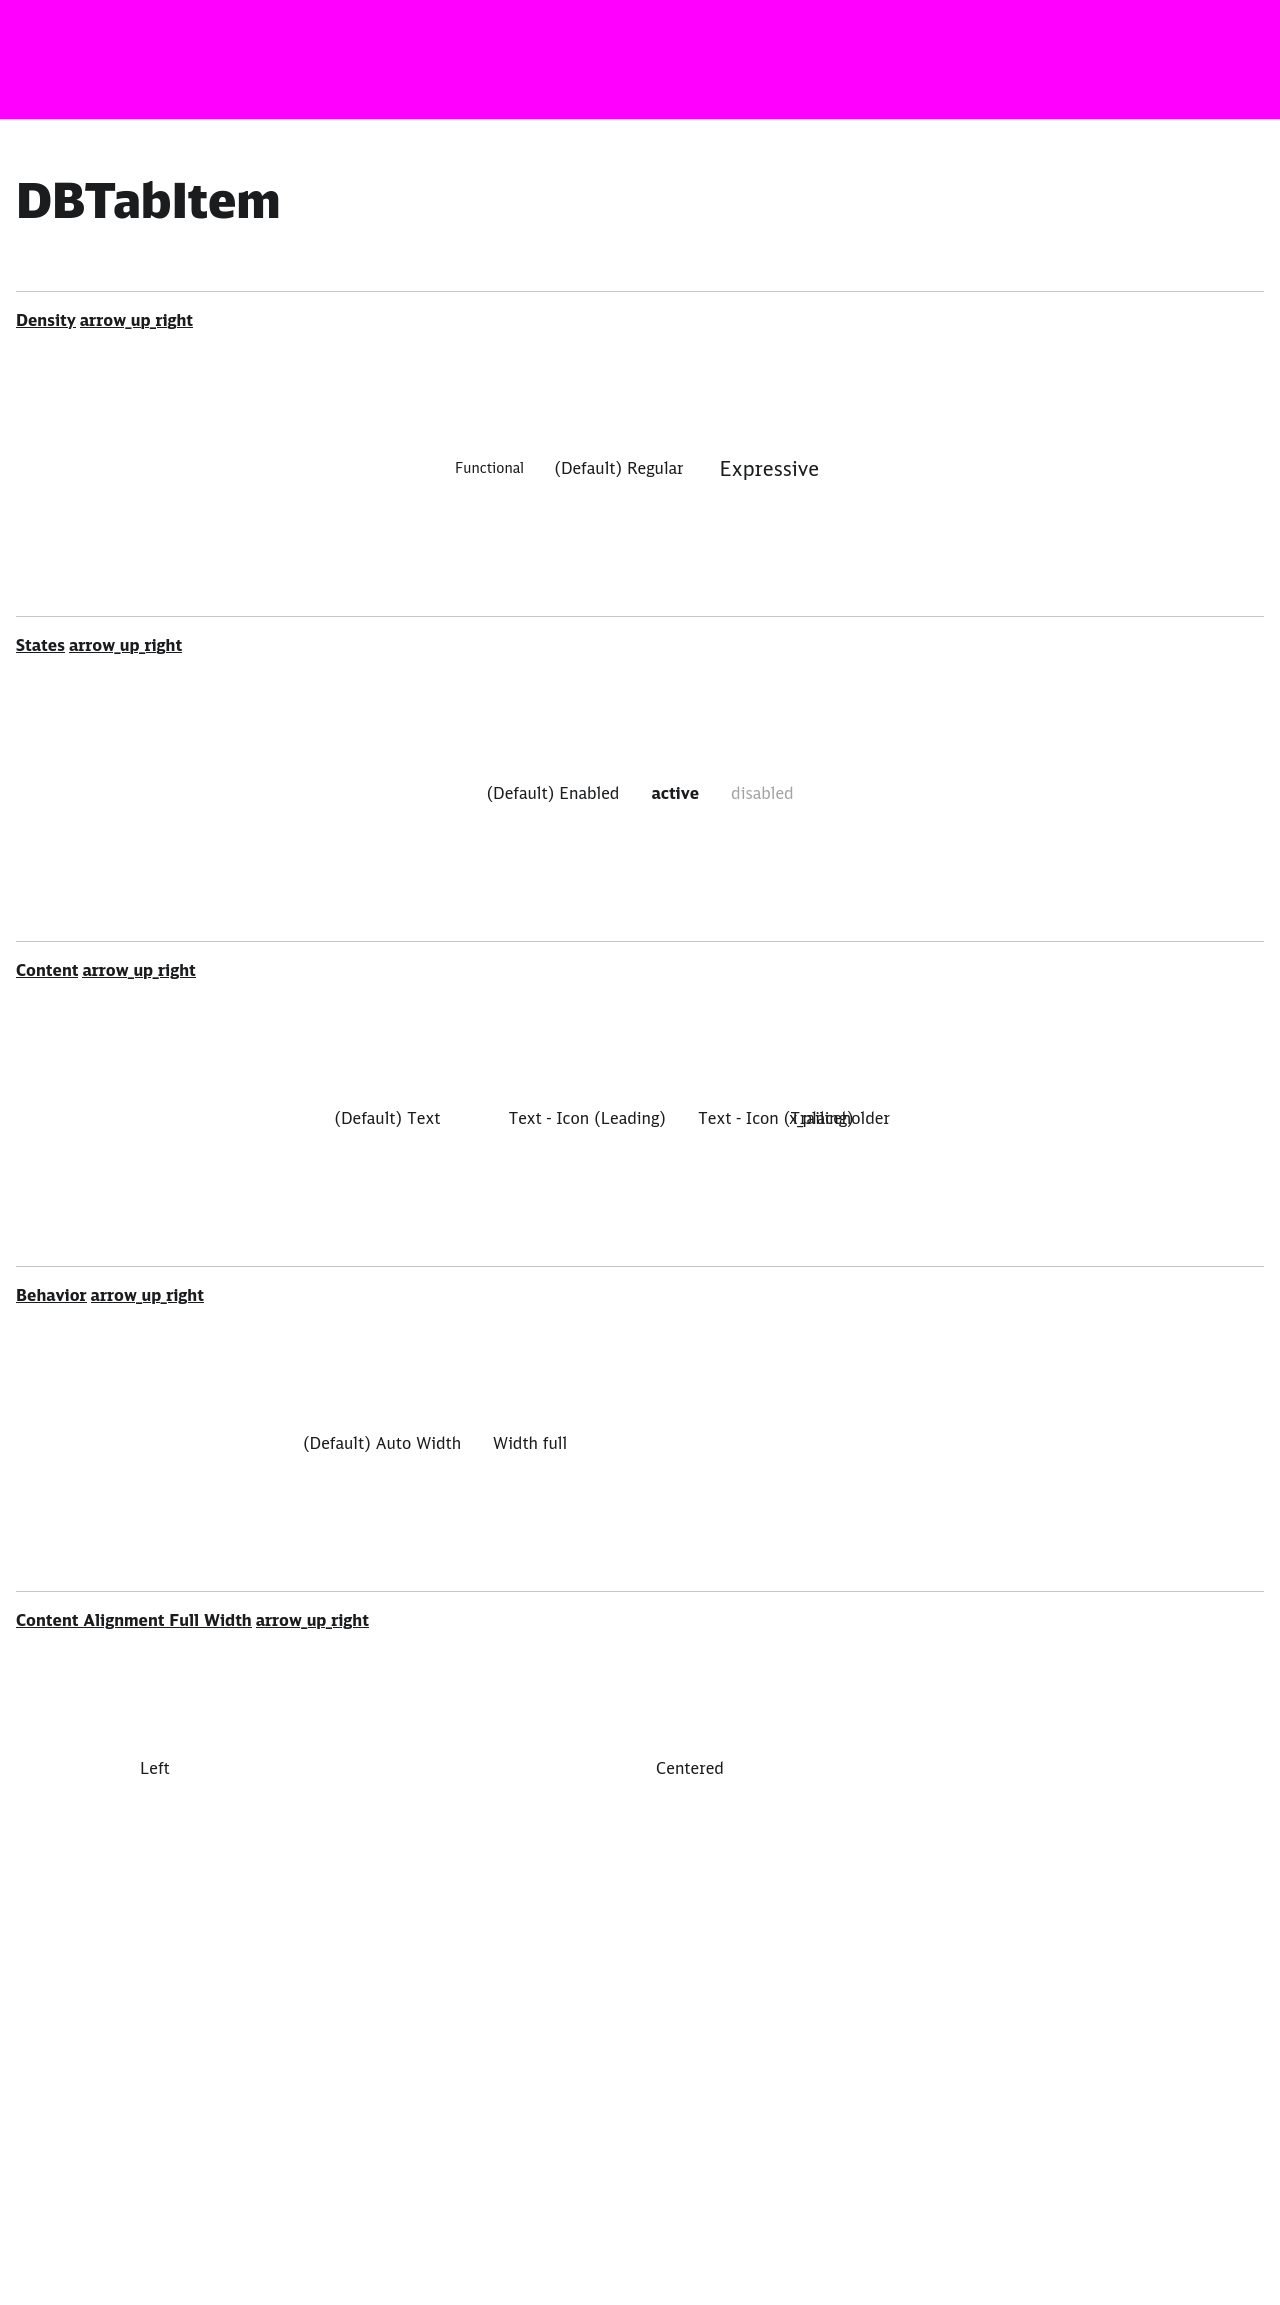 DBTabItem
Density arrow_up_right
Functional (Default) Regular Expressive
States arrow_up_right
(Default) Enabled active disabled
Content arrow_up_right
(Default) Text Text - Icon (Leading) Text - Icon (Trailing) x_placeholder
Behavior arrow_up_right
(Default) Auto Width Width full
Content Alignment Full Width arrow_up_right
Left Centered